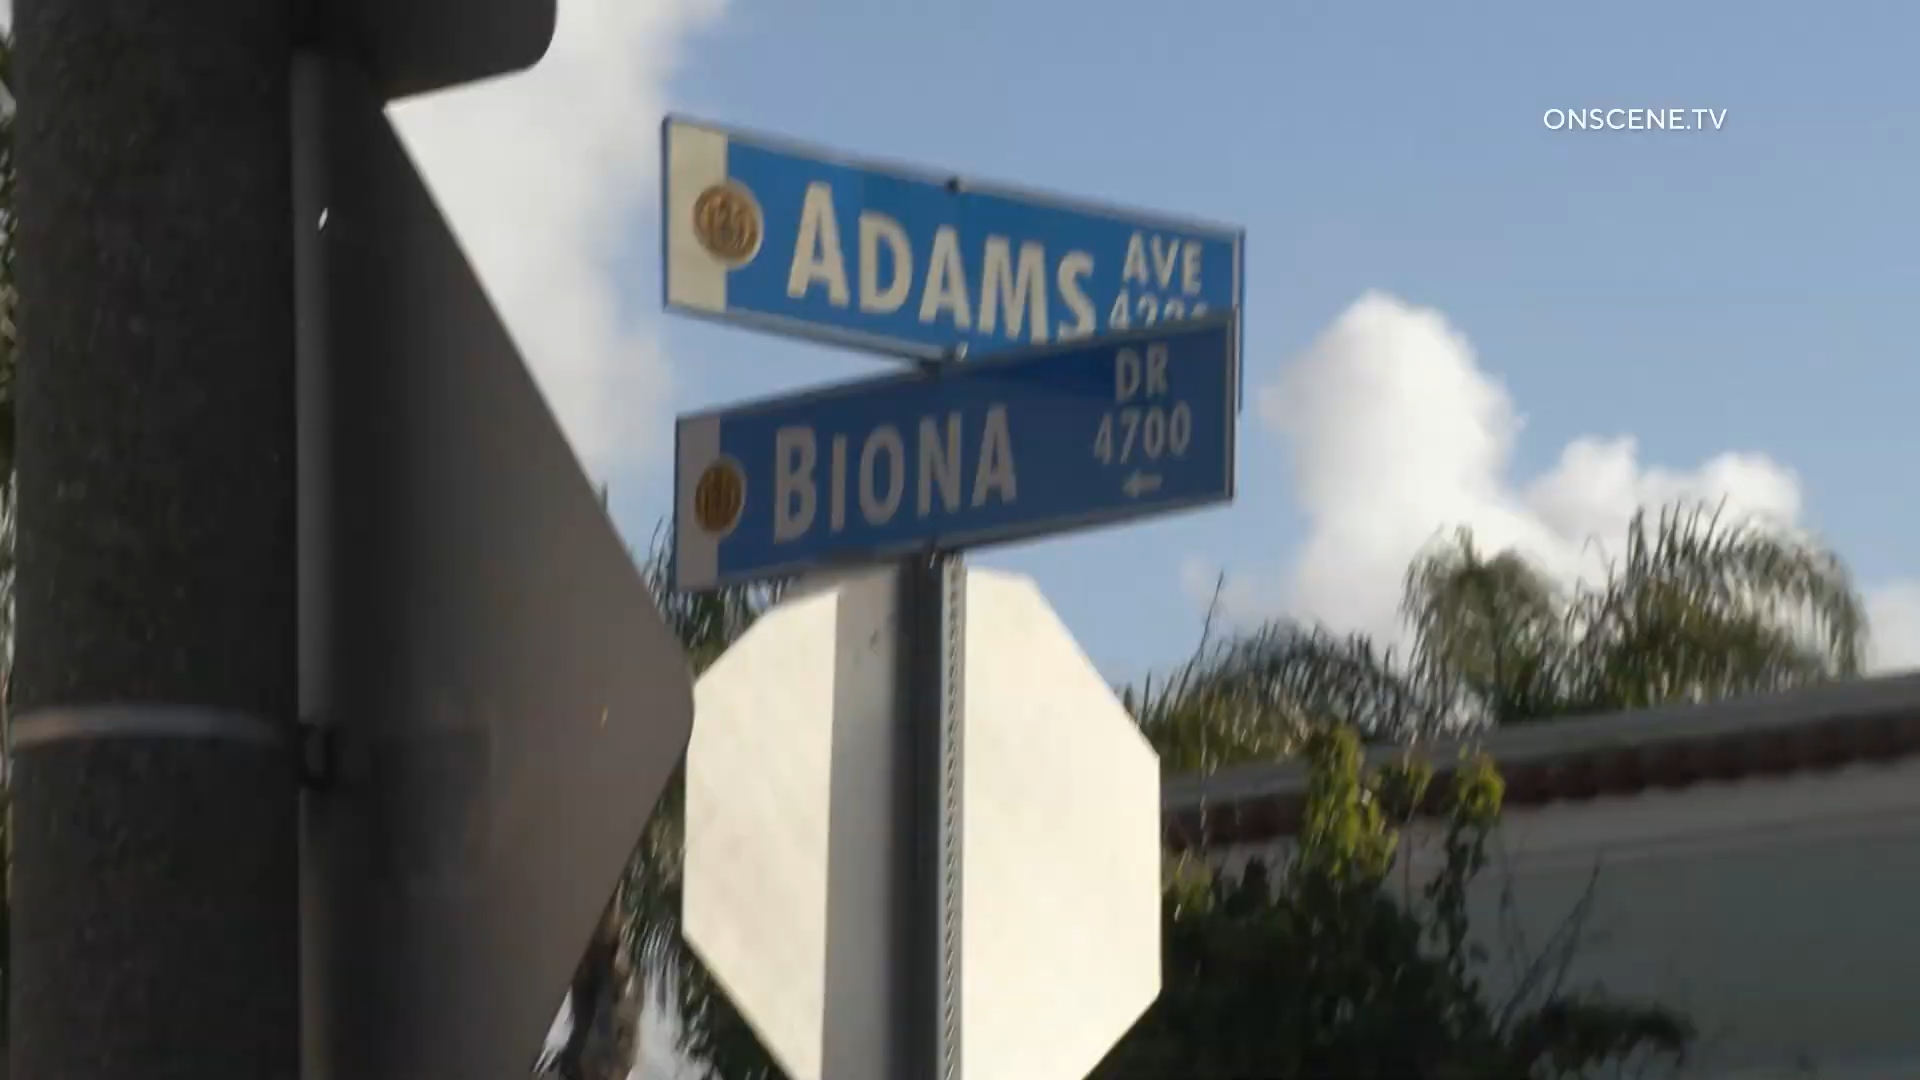 ONSCENE.TV
ADAMS AVE
BIONA DR
4700
←